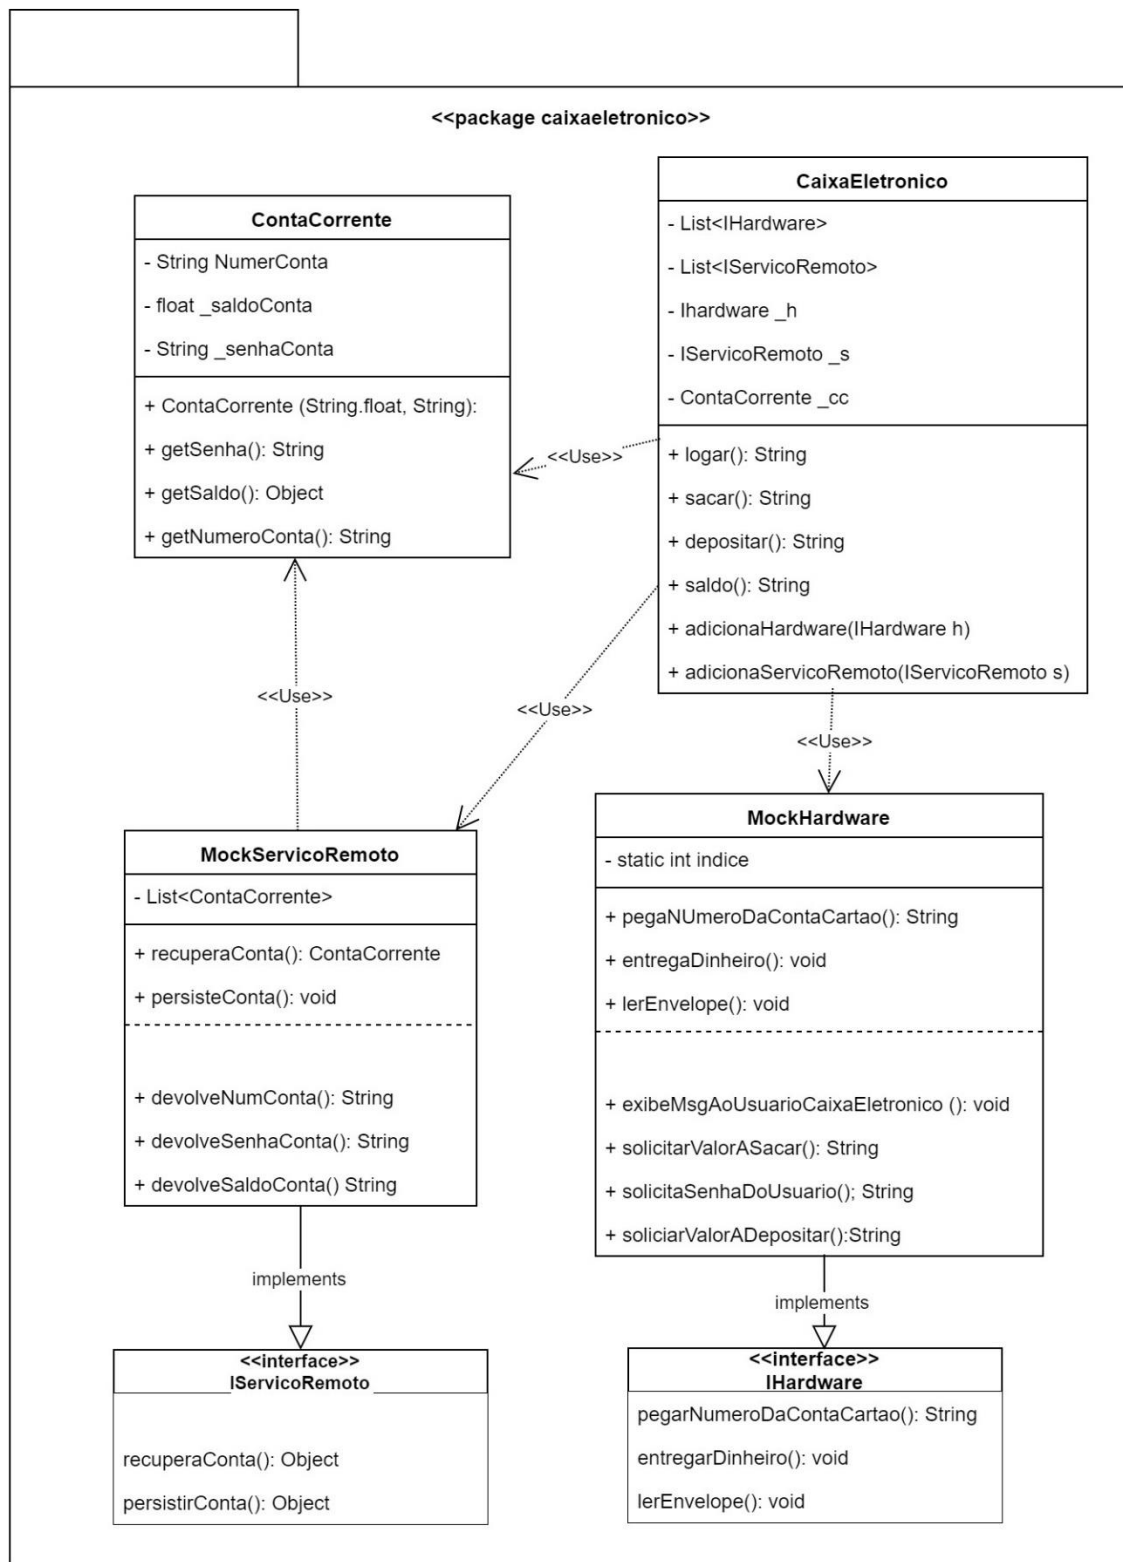 <<package caixaeletronico>>
ContaCorrente
- String NumerConta
- float _saldoConta
- String _senhaConta
+ ContaCorrente (String.float, String):
+ getSenha(): String
+ getSaldo(): Object
+ getNumeroConta(): String
CaixaEletronico
- List<IHardware>
- List<IServicoRemoto>
- Ihardware _h
- IServicoRemoto _s
- ContaCorrente _cc
+ logar(): String
+ sacar(): String
+ depositar(): String
+ saldo(): String
+ adicionaHardware(IHardware h)
+ adicionaServicoRemoto(IServicoRemoto s)
<<Use>>
<<Use>>
<<Use>>
<<Use>>
MockServicoRemoto
- List<ContaCorrente>
+ recuperaConta(): ContaCorrente
+ persisteConta(): void
+ devolveNumConta(): String
+ devolveSenhaConta(): String
+ devolveSaldoConta() String
MockHardware
- static int indice
+ pegaNUmeroDaContaCartao(): String
+ entregaDinheiro(): void
+ lerEnvelope(): void
+ exibeMsgAoUsuarioCaixaEletronico (): void
+ solicitarValorASacar(): String
+ solicitaSenhaDoUsuario(); String
+ soliciarValorADepositar():String
implements
implements
<<interface>>
IServicoRemoto
recuperaConta(): Object
persistirConta(): Object
<<interface>>
IHardware
pegarNumeroDaContaCartao(): String
entregarDinheiro(): void
lerEnvelope(): void